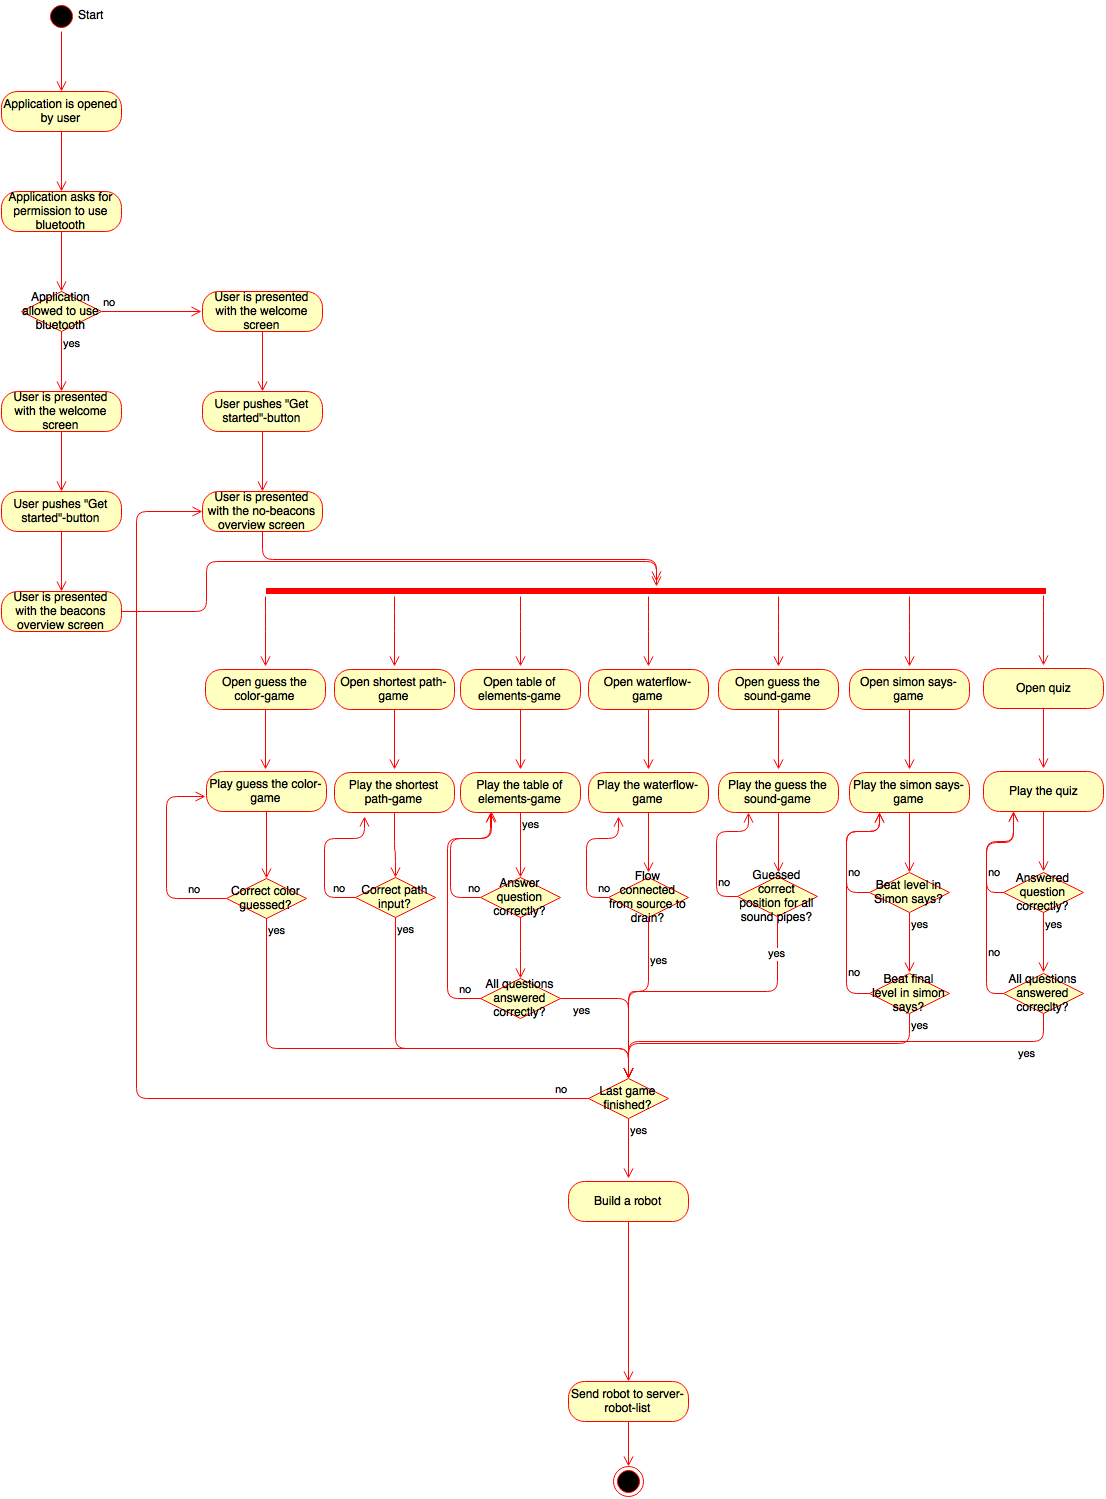 Start
Application is opened
by user
Application asks for
permission to use
bluetooth
Application
allowed to use
bluetooth
no
yes
User is presented
with the welcome
screen
User is presented
with the welcome
screen
User pushes "Get
started"-button
User pushes "Get
started"-button
User is presented
with the no-beacons
overview screen
User is presented
with the beacons
overview screen
Open guess the
color-game
Open shortest path-
game
Open table of
elements-game
Open waterflow-
game
Open guess the
sound-game
Open simon says-
game
Open quiz
Play guess the color-
game
Play the shortest
path-game
Play the table of
elements-game
Play the waterflow-
game
Play the guess the
sound-game
Play the simon says-
game
Play the quiz
yes
no
Correct color
guessed?
yes
no
Correct path
input?
yes
no
Answer
question
correctly?
no
Flow
connected
from source to
drain?
yes
no
Guessed
correct
position for all
sound pipes?
yes
no
Beat level in
Simon says?
yes
no
Answered
question
correctly?
yes
no
All questions
answered
correctly?
yes
no
Beat final
level in simon
says?
yes
no
All questions
answered
correclty?
yes
no
Last game
finished?
yes
Build a robot
Send robot to server-
robot-list